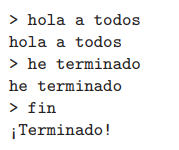 > hola a todos
hola a todos
> he terminado
he terminado
> fin
¡Terminado!